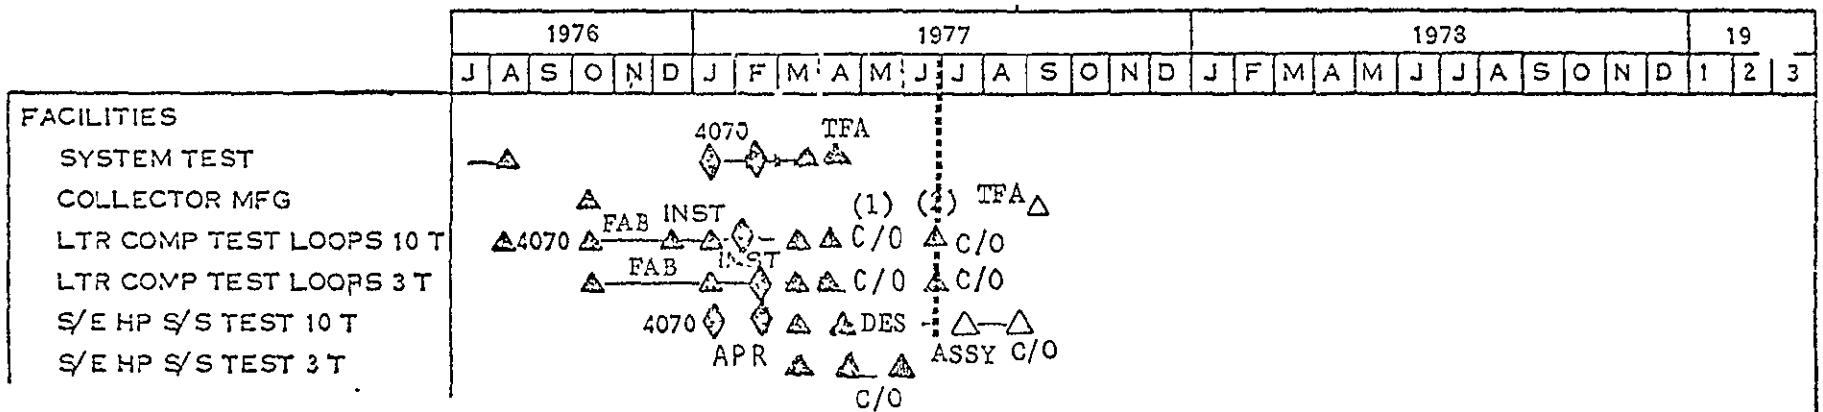 1976 1977 1973 19
J A S O N D J F M A M J J A S O N D J F M A M J J A S O N D 1 2 3
FACILITIES
4070 TFA
SYSTEM TEST
COLLECTOR MFG (1) (2) TFA
FAB INST
LTR COMP TEST LOOPS 10 T 4070 C/O C/O
FAB INST
LTR COMP TEST LOOPS 3 T C/O C/O
S/E HP S/S TEST 10 T 4070 DES
APR ASSY C/O
S/E HP S/S TEST 3 T
C/O